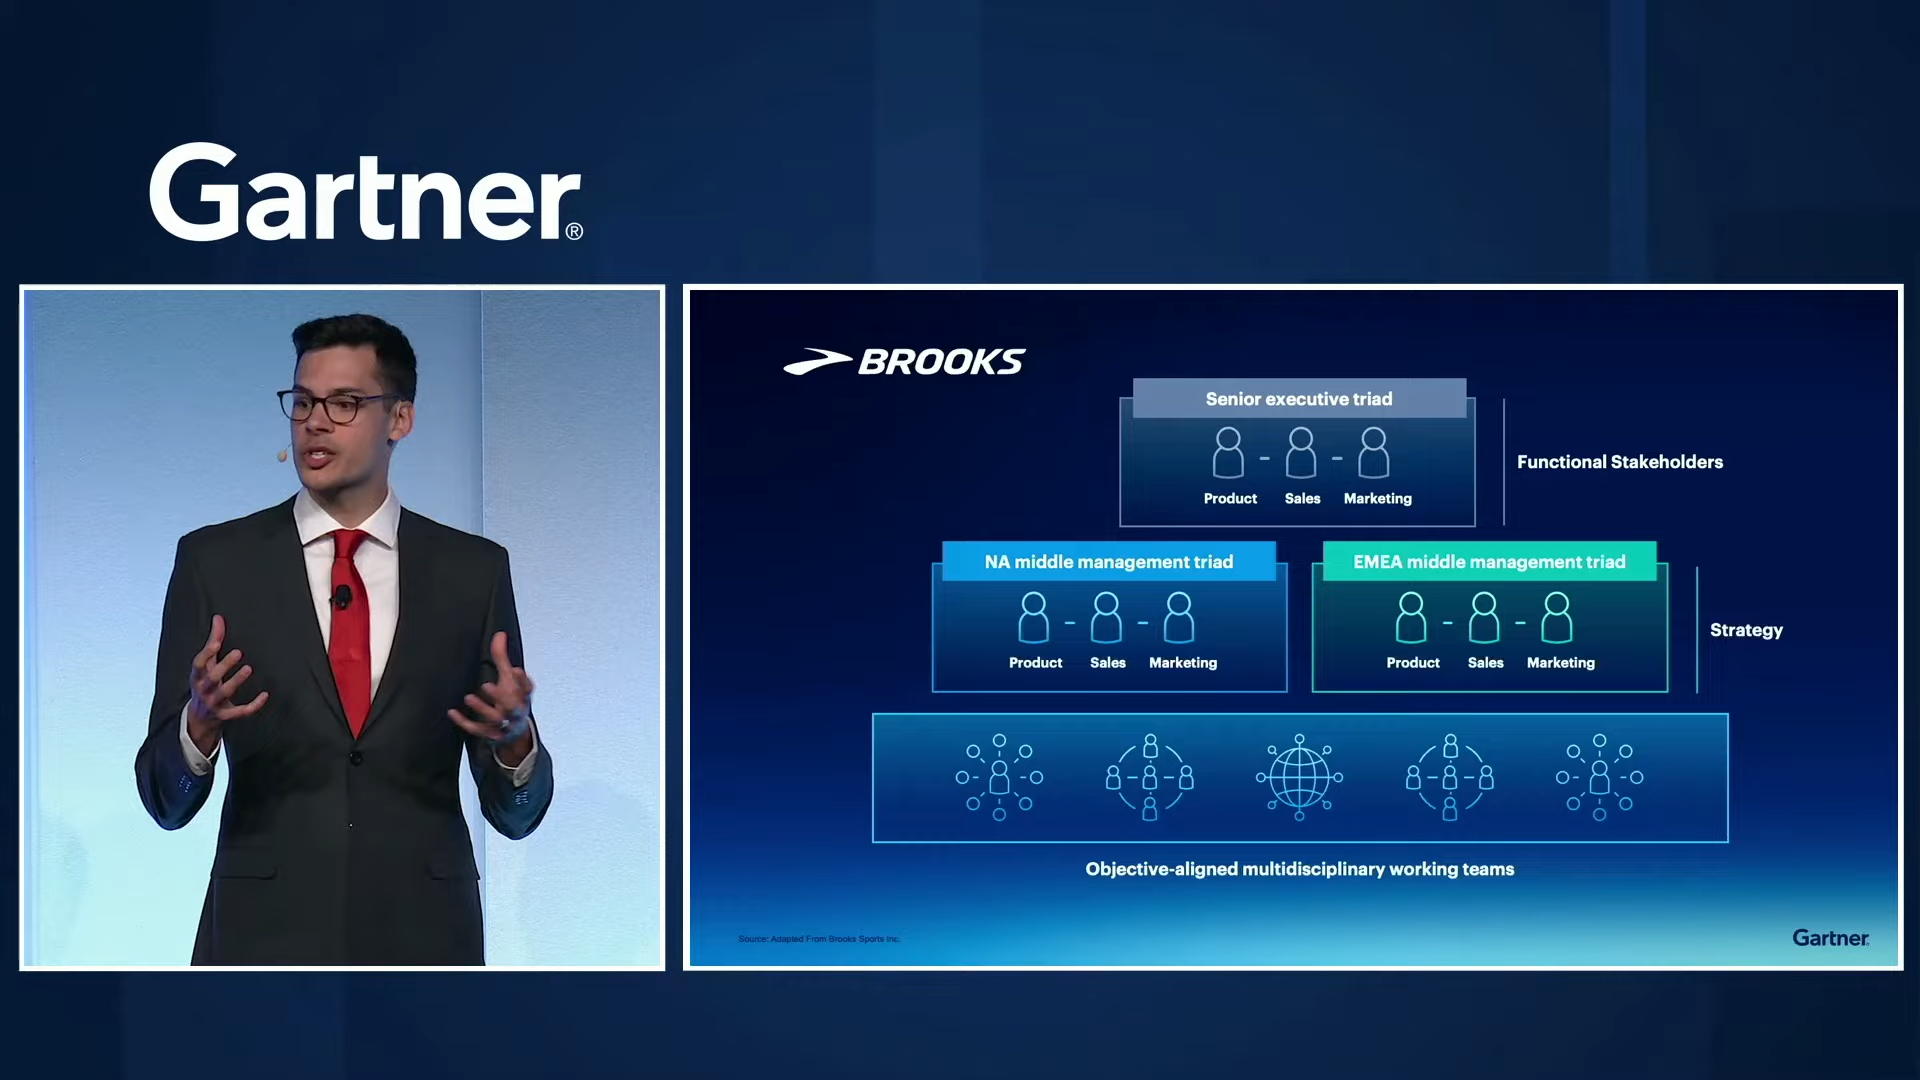 Gartner®
BROOKS
Senior executive triad
Product Sales Marketing
Functional Stakeholders
NA middle management triad
Product Sales Marketing
EMEA middle management triad
Product Sales Marketing
Strategy
Objective-aligned multidisciplinary working teams
Source: Adapted From Brooks Sports Inc.
Gartner